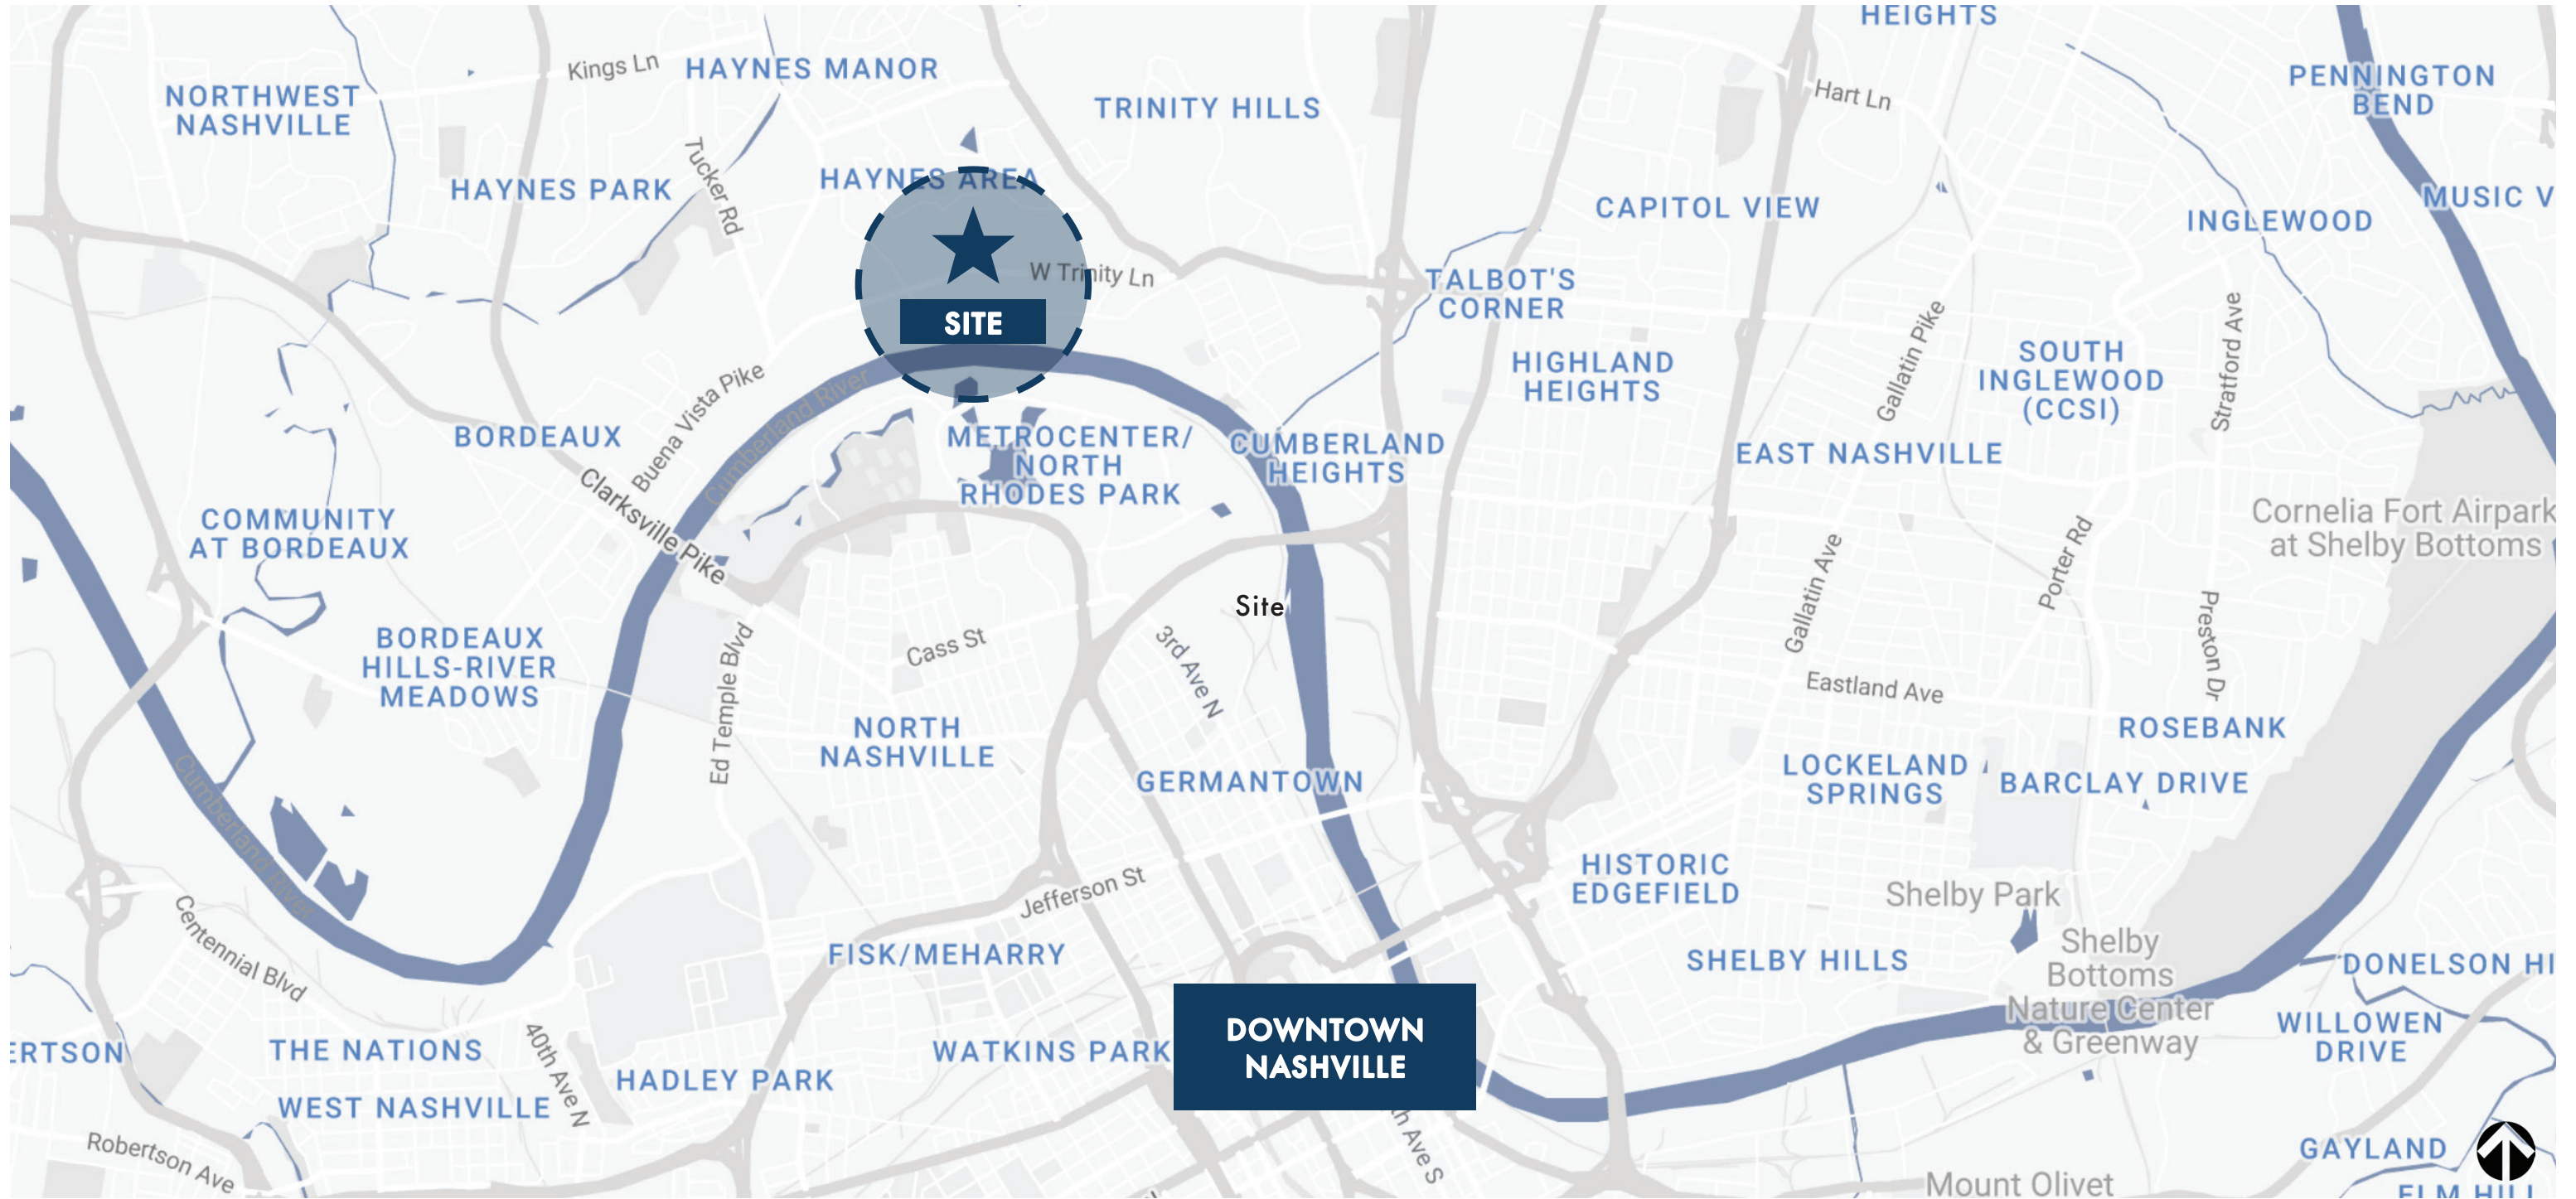 HEIGHTS
Kings Ln
HAYNES MANOR
PENNINGTON
BEND
NORTHWEST
NASHVILLE
Hart Ln
TRINITY HILLS
Tucker Rd
HAYNES AREA
HAYNES PARK
CAPITOL VIEW
MUSIC V
INGLEWOOD
W Trinity Ln
TALBOT'S
CORNER
SITE
Gallatin Pike
Stratford Ave
SOUTH
INGLEWOOD
(CCSI)
HIGHLAND
HEIGHTS
Buena Vista Pike
Cumberland River
BORDEAUX
METROCENTER/
NORTH
RHODES PARK
CUMBERLAND
HEIGHTS
EAST NASHVILLE
Clarksville Pike
COMMUNITY
AT BORDEAUX
Cornelia Fort Airpark
at Shelby Bottoms
Porter Rd
Gallatin Ave
Site
Preston Dr
BORDEAUX
HILLS-RIVER
MEADOWS
Cass St
3rd Ave N
Ed Temple Blvd
Eastland Ave
NORTH
NASHVILLE
ROSEBANK
GERMANTOWN
LOCKELAND
SPRINGS
BARCLAY DRIVE
Cumberland River
HISTORIC
EDGEFIELD
Jefferson St
Shelby Park
Centennial Blvd
FISK/MEHARRY
SHELBY HILLS
Shelby
Bottoms
Nature Center
& Greenway
DONELSON HI
DOWNTOWN
NASHVILLE
WILLOWEN
DRIVE
ERTSON
THE NATIONS
40th Ave N
WATKINS PARK
HADLEY PARK
WEST NASHVILLE
th Ave S
Robertson Ave
GAYLAND
Mount Olivet
ELM HILL